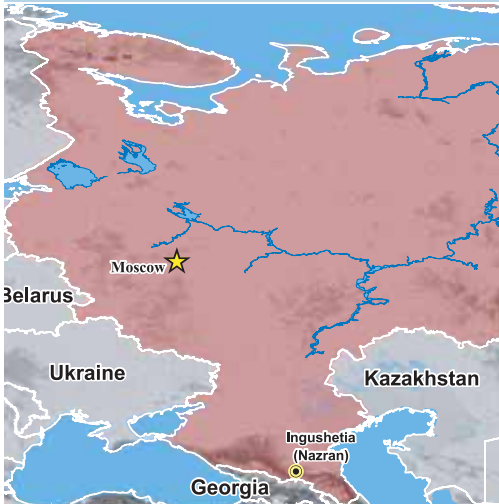 Moscow
Belarus
Ukraine
Kazakhstan
Ingushetia
(Nazran)
Georgia